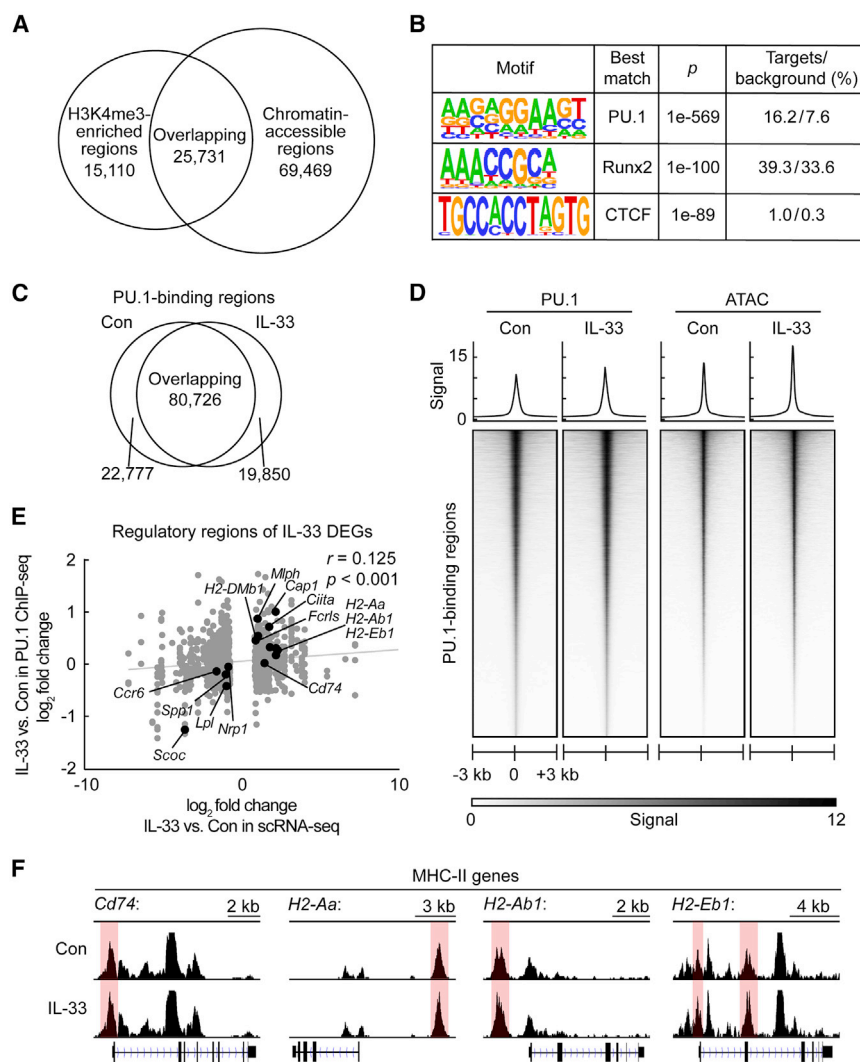 A
H3K4me3-
enriched
regions
15,110
Overlapping
25,731
Chromatin-
accessible
regions
69,469
B
Motif
Best
match
p
Targets/
background (%)
AAGAGGAAGT
PU.1
1e-569
16.2/7.6
AAACCGCA
Runx2
1e-100
39.3/33.6
TGCCACCTAGTG
CTCF
1e-89
1.0/0.3
C
PU.1-binding regions
Con
IL-33
Overlapping
80,726
22,777
19,850
D
PU.1
ATAC
Con
IL-33
Con
IL-33
Signal
15
0
PU.1-binding regions
-3 kb
0
+3 kb
0
Signal
12
E
Regulatory regions of IL-33 DEGs
r = 0.125
p < 0.001
IL-33 vs. Con in PU.1 ChIP-seq
log2 fold change
2
1
0
-1
-2
Mlph
H2-DMb1
Cap1
Ciita
Fcrls
H2-Aa
H2-Ab1
H2-Eb1
Cd74
Ccr6
Spp1
Lpl
Nrp1
Scoc
-10
0
10
log2 fold change
IL-33 vs. Con in scRNA-seq
F
MHC-II genes
Cd74:
2 kb
H2-Aa:
3 kb
H2-Ab1:
2 kb
H2-Eb1:
4 kb
Con
IL-33